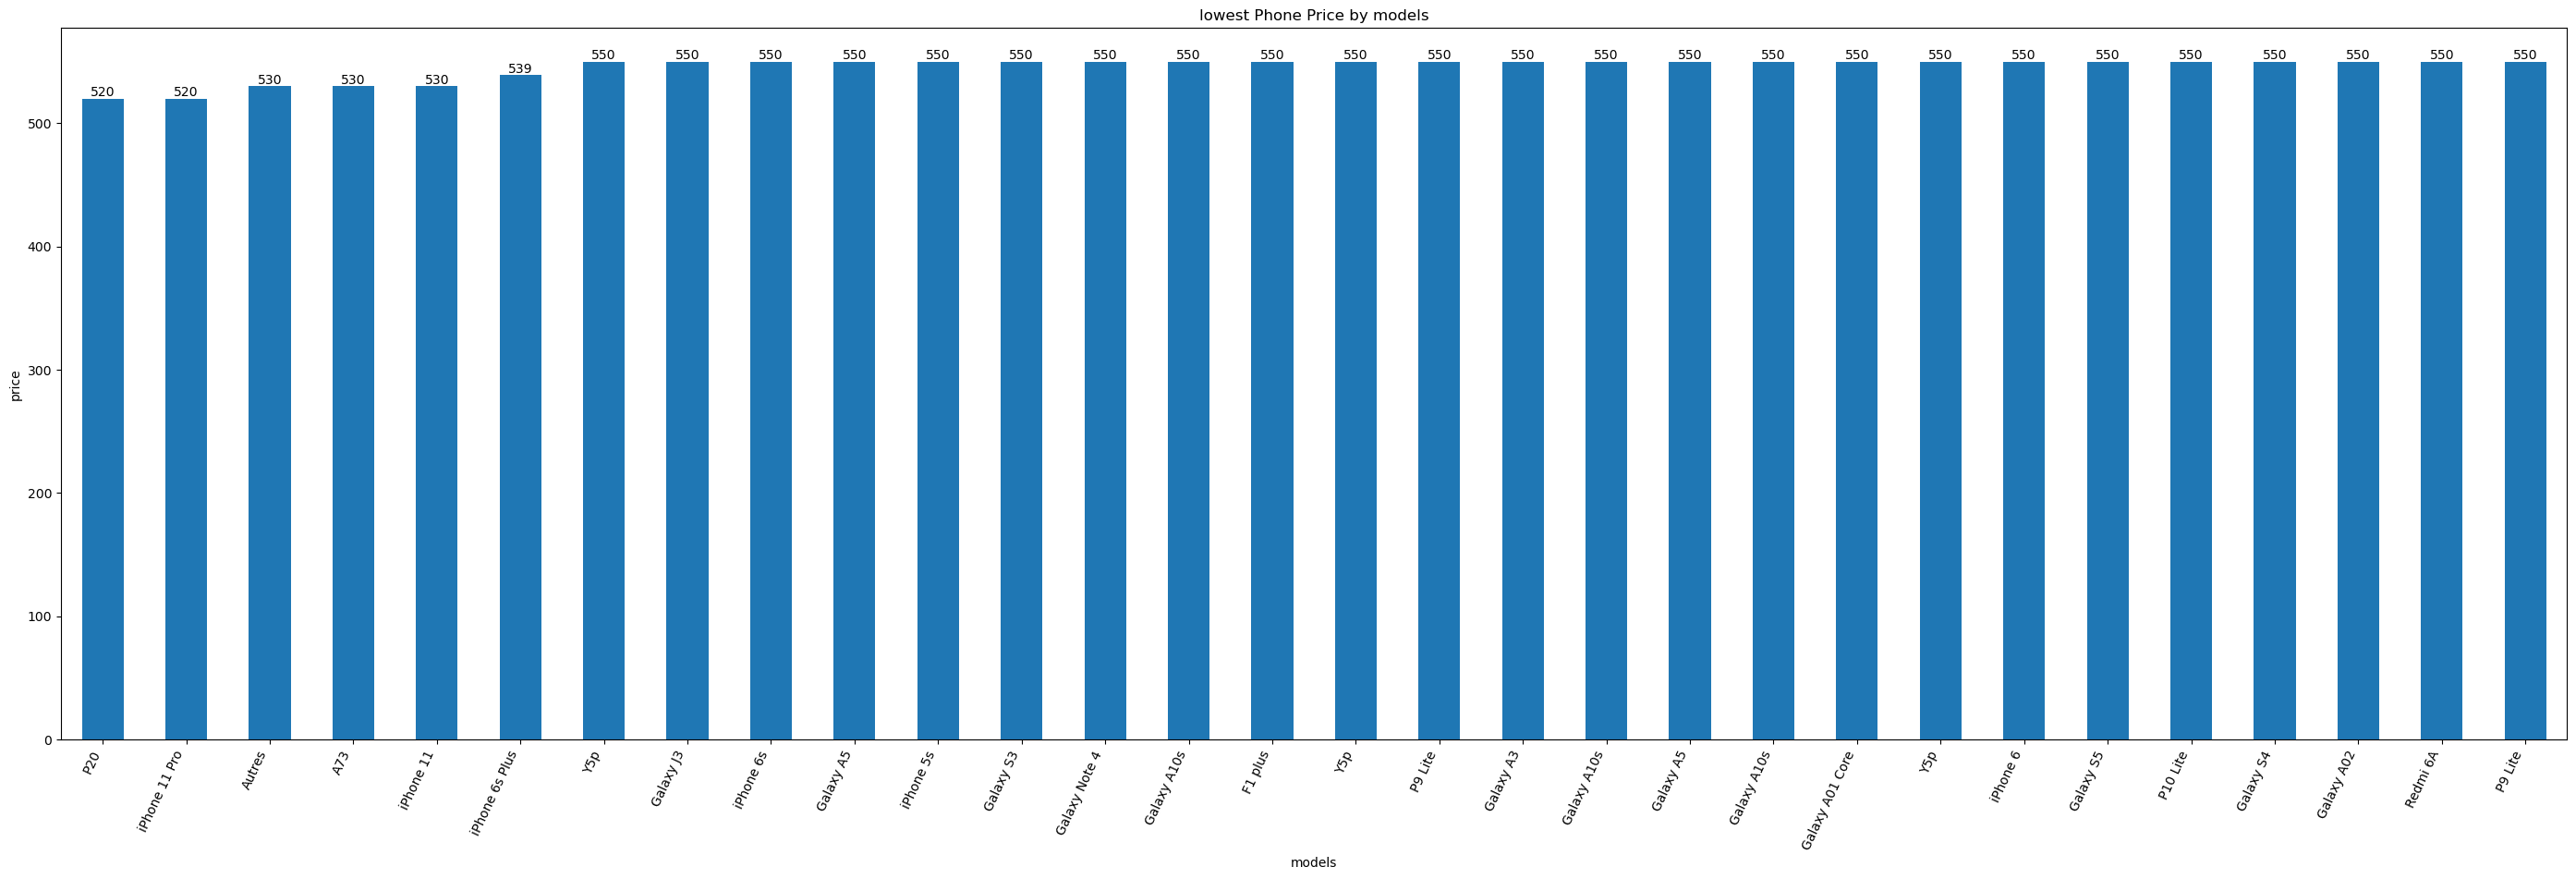 lowest Phone Price by models
520 520 530 530 530 539 550 550 550 550 550 550 550 550 550 550 550 550 550 550 550 550 550 550 550 550 550 550 550 550
price
500
400
300
200
100
0
P20
iPhone 11 Pro
Autres
A73
iPhone 11
iPhone 6s Plus
Y5p
Galaxy J3
iPhone 6s
Galaxy A5
iPhone 5s
Galaxy S3
Galaxy Note 4
Galaxy A10s
F1 plus
Y5p
P9 Lite
Galaxy A3
Galaxy A10s
Galaxy A5
Galaxy A10s
Galaxy A01 Core
Y5p
iPhone 6
Galaxy S5
P10 Lite
Galaxy S4
Galaxy A02
Redmi 6A
P9 Lite
models